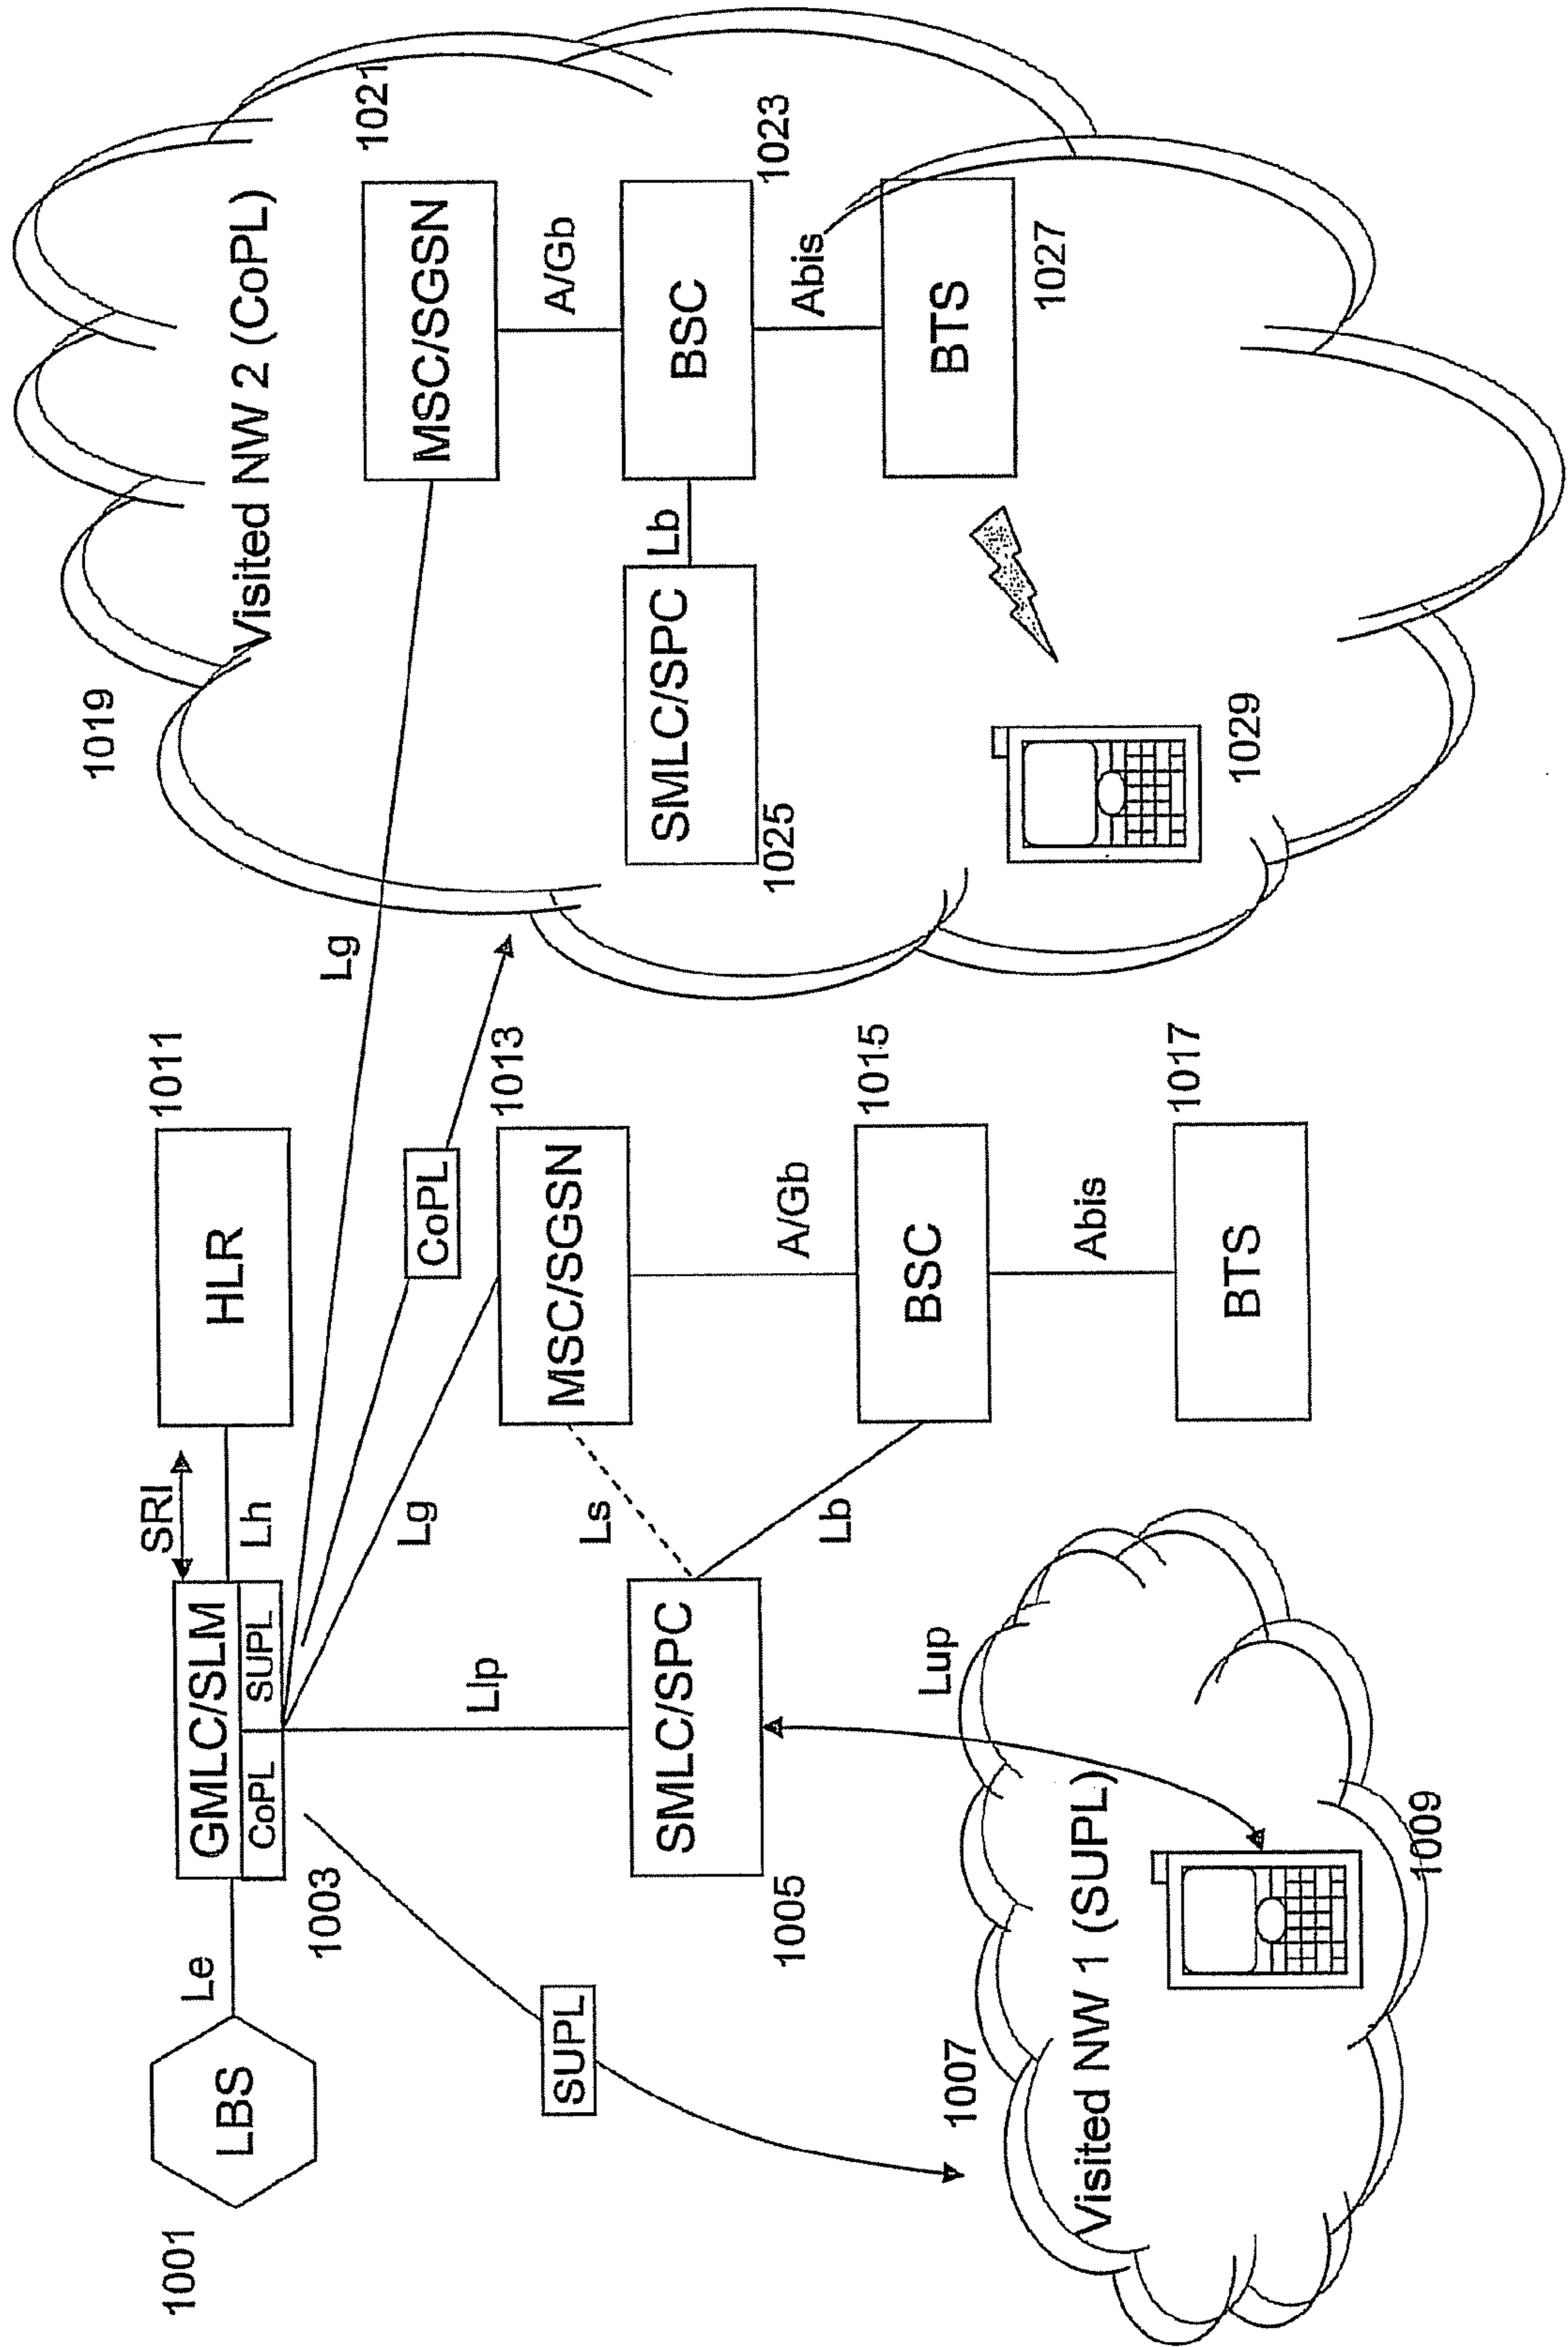 1001
LBS
Le
1003
GMLC/SLM
CoPL
SUPL
SRI
Lh
HLR
1011
1019
Visited NW 2 (CoPL)
1021
MSC/SGSN
Lg
A/Gb
BSC
1023
Lb
SMLC/SPC
1025
Abis
BTS
1027
1029
CoPL
Lg
1013
MSC/SGSN
Llp
Ls
SUPL
SMLC/SPC
1005
Lb
A/Gb
BSC
1015
Abis
BTS
1017
Lup
1007
Visited NW 1 (SUPL)
1009